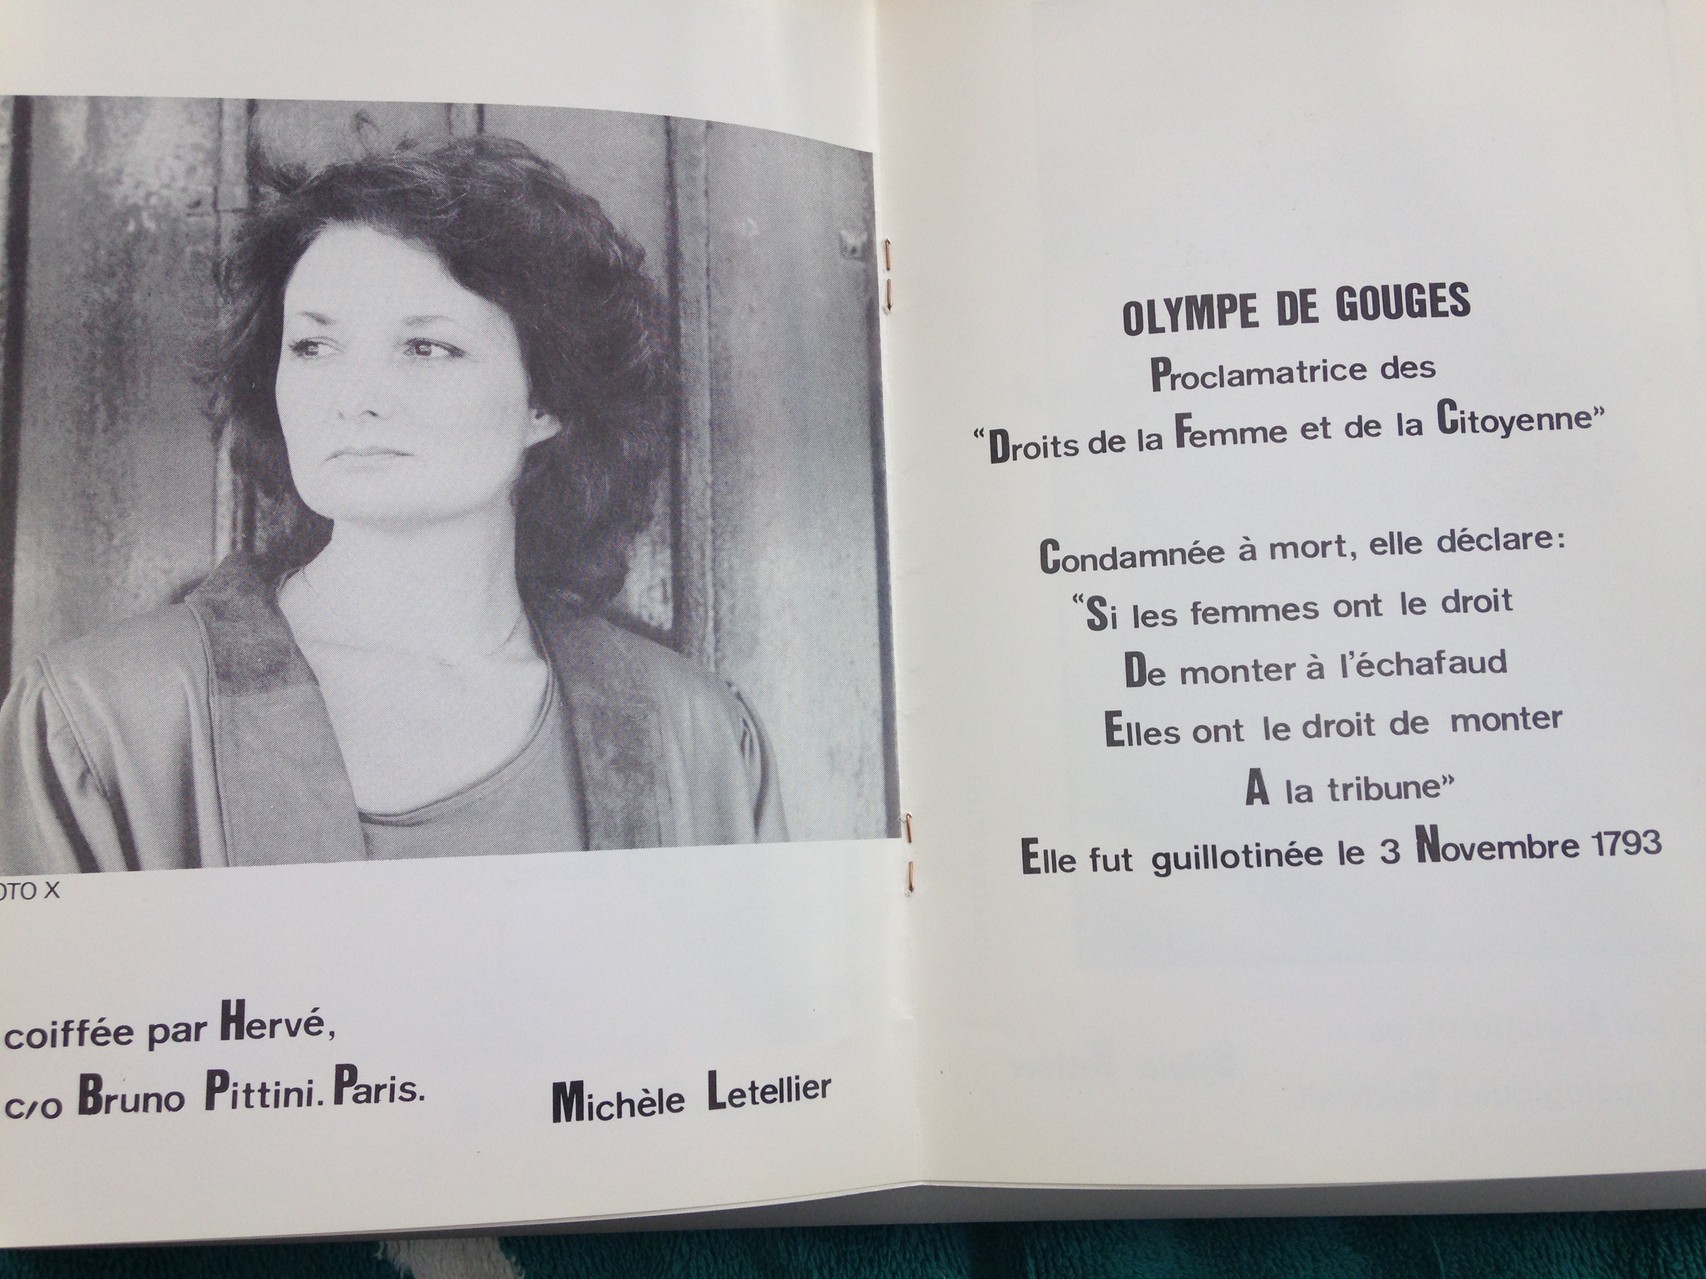 OTO X
coiffée par Hervé,
c/o Bruno Pittini. Paris.
Michèle Letellier
OLYMPE DE GOUGES
Proclamatrice des
“Droits de la Femme et de la Citoyenne”
Condamnée à mort, elle déclare:
“Si les femmes ont le droit
De monter à l’échafaud
Elles ont le droit de monter
A la tribune”
Elle fut guillotinée le 3 Novembre 1793